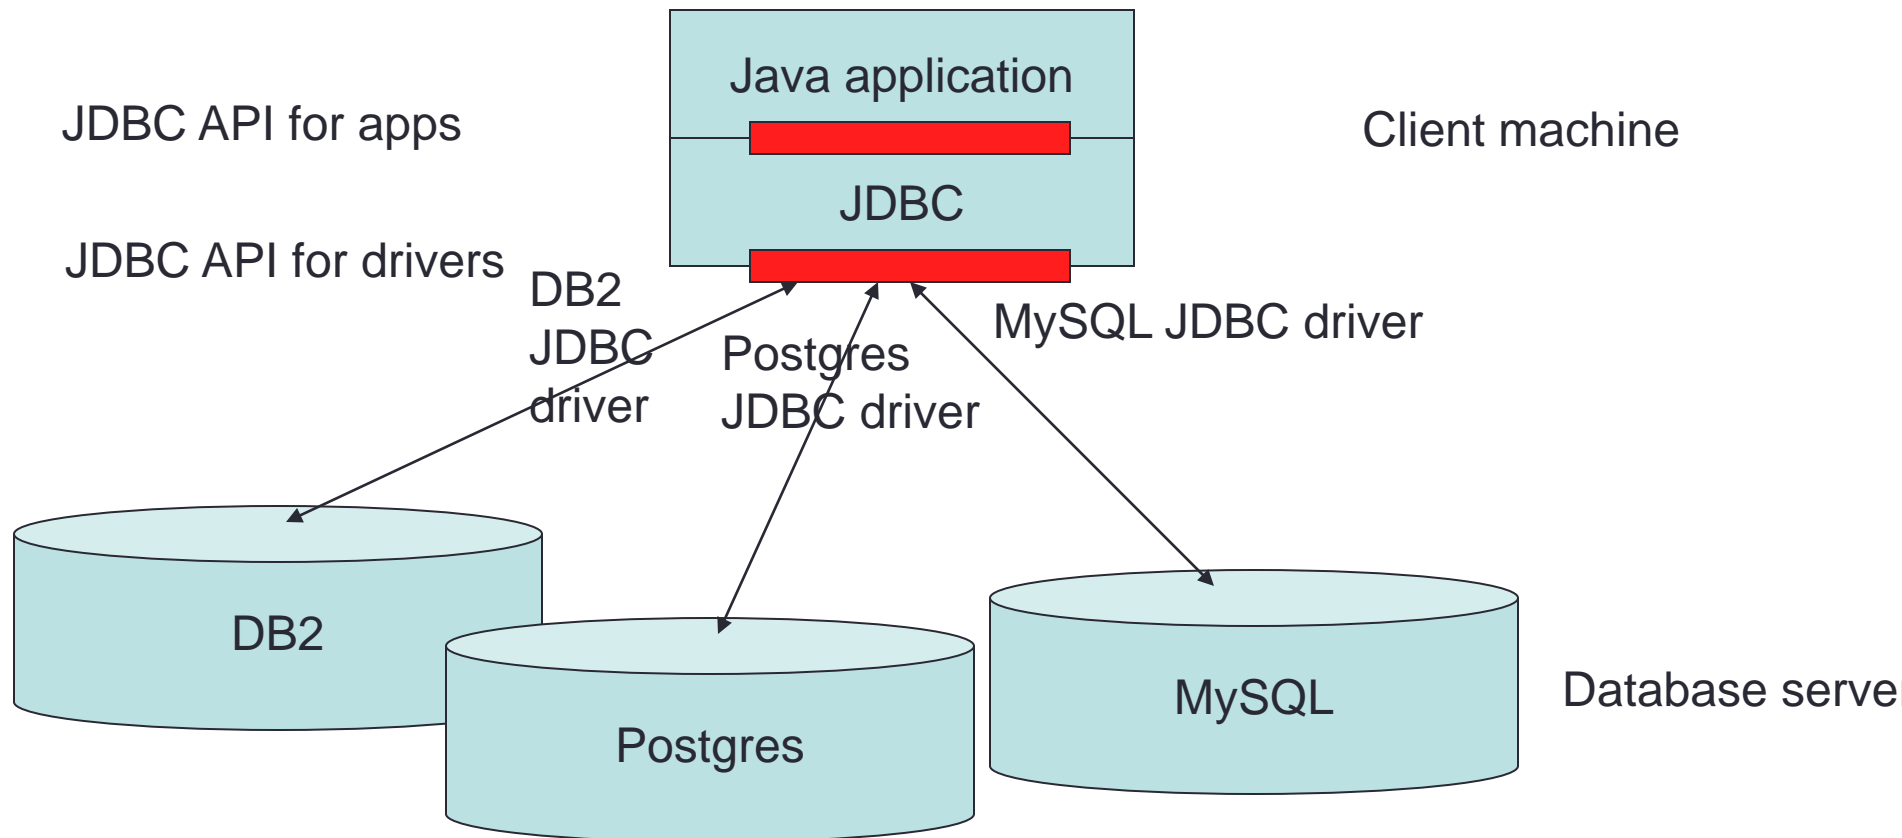 Java application
JDBC API for apps
Client machine
JDBC
JDBC API for drivers
DB2
JDBC
driver
Postgres
JDBC driver
MySQL JDBC driver
DB2
Postgres
MySQL
Database server